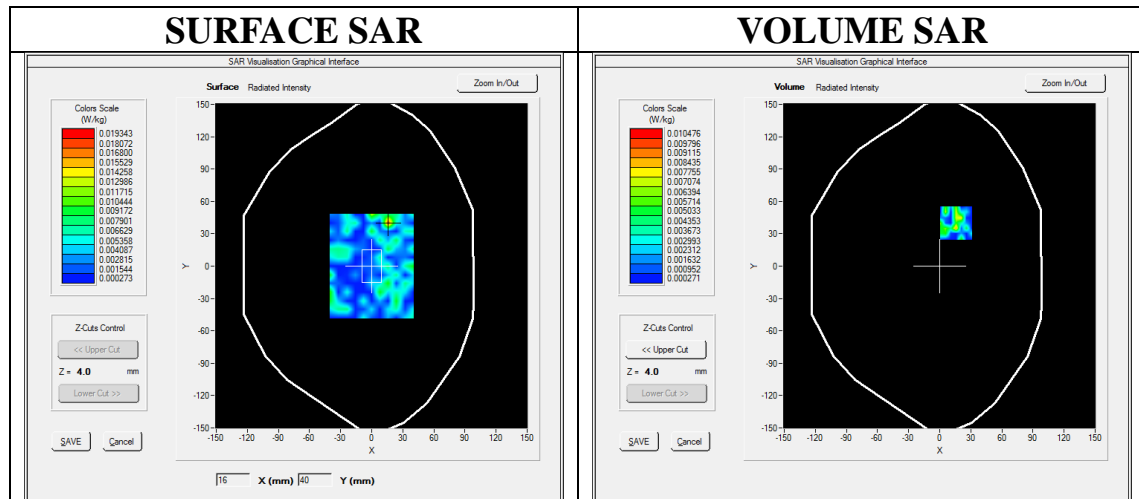 SURFACE SAR
SAR Visualisation Graphical Interface
Surface Radiated Intensity
Zoom In/Out
Colors Scale
(W/kg)
0.019343
0.018072
0.016800
0.015529
0.014258
0.012986
0.011715
0.010444
0.009172
0.007901
0.006629
0.005358
0.004087
0.002815
0.001544
0.000273
Z-Cuts Control
<< Upper Cut
Z = 4.0 mm
Lower Cut >>
SAVE Cancel
150
120
90
60
30
0
-30
-60
-90
-120
-150
Y
-150 -120 -90 -60 -30 0 30 60 90 120 150
X
16 X (mm) 40 Y (mm)
VOLUME SAR
SAR Visualisation Graphical Interface
Volume Radiated Intensity
Zoom In/Out
Colors Scale
(W/kg)
0.010476
0.009796
0.009115
0.008435
0.007755
0.007074
0.006394
0.005714
0.005033
0.004353
0.003673
0.002993
0.002312
0.001632
0.000952
0.000271
Z-Cuts Control
<< Upper Cut
Z = 4.0 mm
Lower Cut >>
SAVE Cancel
150
120
90
60
30
0
-30
-60
-90
-120
-150
Y
-150 -120 -90 -60 -30 0 30 60 90 120 150
X